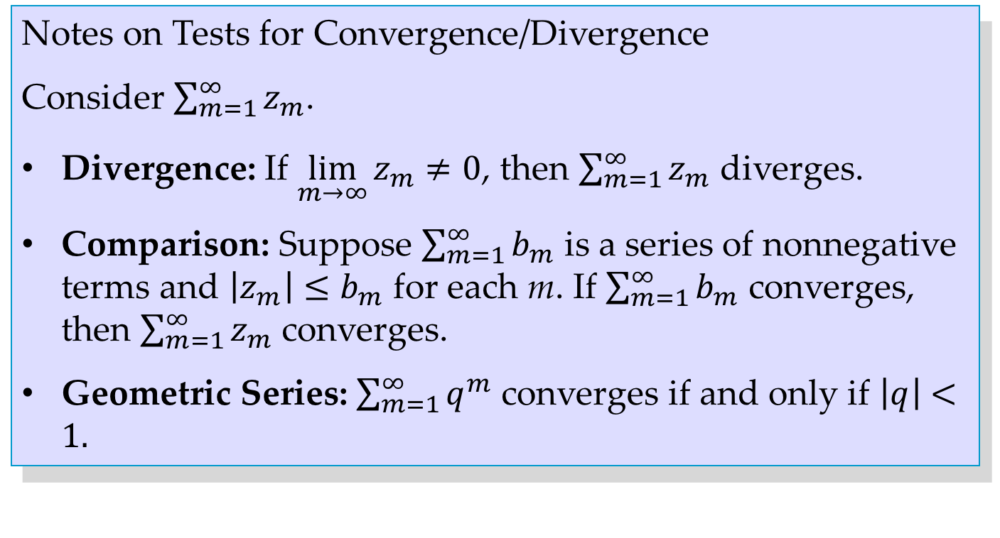 Notes on Tests for Convergence/Divergence
Consider $\sum_{m=1}^{\infty} z_m$.
• Divergence: If $\lim_{m \to \infty} z_m \neq 0$, then $\sum_{m=1}^{\infty} z_m$ diverges.
• Comparison: Suppose $\sum_{m=1}^{\infty} b_m$ is a series of nonnegative
terms and $|z_m| \leq b_m$ for each m. If $\sum_{m=1}^{\infty} b_m$ converges,
then $\sum_{m=1}^{\infty} z_m$ converges.
• Geometric Series: $\sum_{m=1}^{\infty} q^m$ converges if and only if $|q| <$
1.